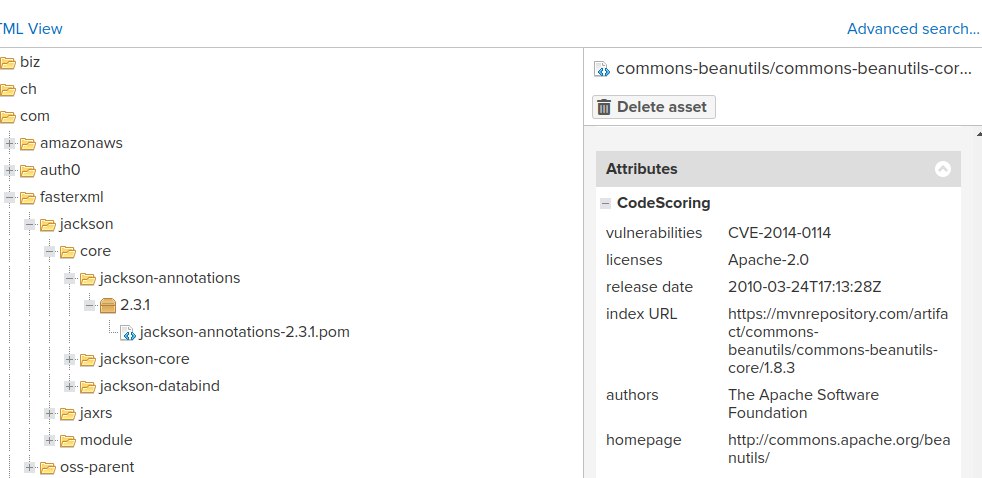 TML View
Advanced search...
biz
ch
com
amazonaws
auth0
fasterxml
jackson
core
jackson-annotations
2.3.1
jackson-annotations-2.3.1.pom
jackson-core
jackson-databind
jaxrs
module
oss-parent
commons-beanutils/commons-beanutils-cor...
Delete asset
Attributes
CodeScoring
vulnerabilities CVE-2014-0114
licenses Apache-2.0
release date 2010-03-24T17:13:28Z
index URL https://mvnrepository.com/artifa
ct/commons-
beanutils/commons-beanutils-
core/1.8.3
authors The Apache Software
Foundation
homepage http://commons.apache.org/bea
nutils/